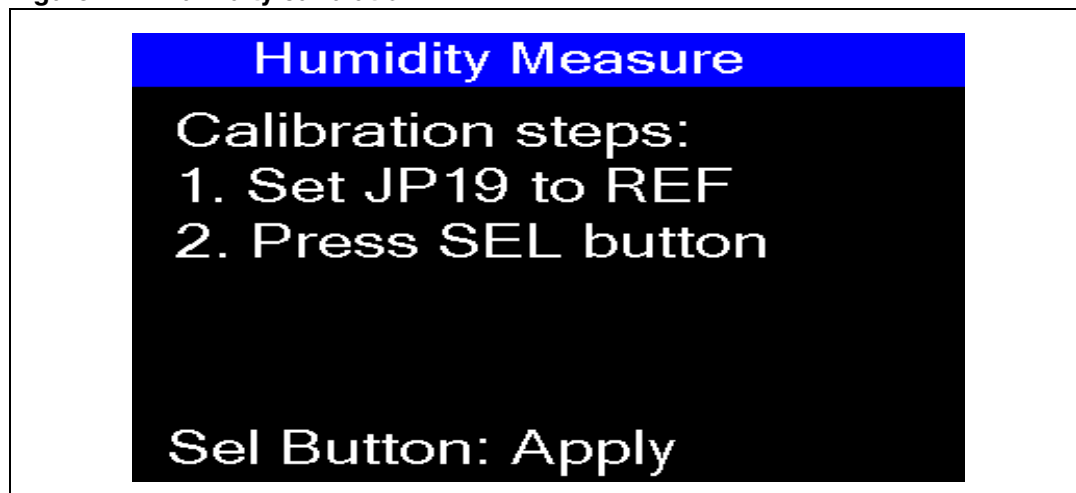 Humidity Measure
Calibration steps:
1. Set JP19 to REF
2. Press SEL button
Sel Button: Apply